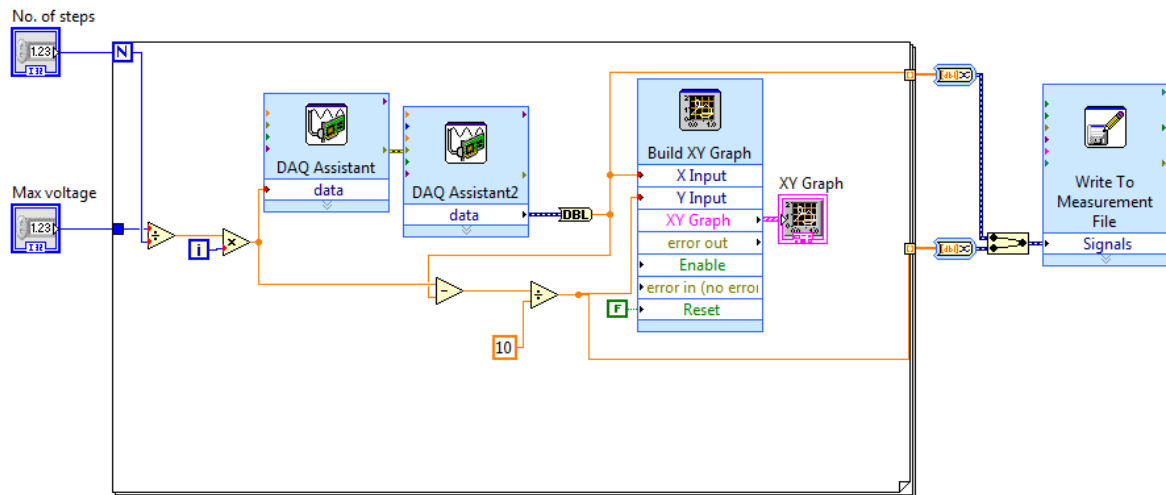 No. of steps
1.23
I32
N
Max voltage
1.23
I32
i
DAQ Assistant
data
DAQ Assistant2
data
DBL
10
Build XY Graph
X Input
Y Input
XY Graph
error out
Enable
error in (no error
Reset
F
XY Graph
Write To
Measurement
File
Signals